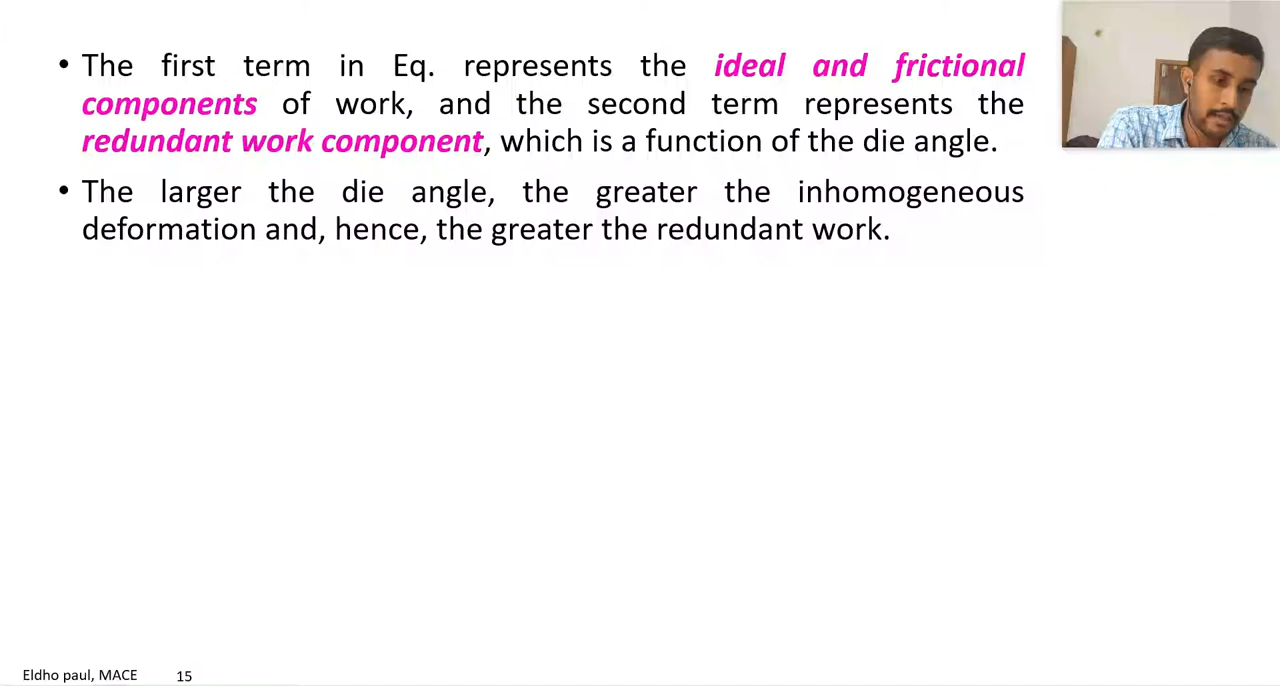 • The first term in Eq. represents the ideal and frictional
components of work, and the second term represents the
redundant work component, which is a function of the die angle.
• The larger the die angle, the greater the inhomogeneous
deformation and, hence, the greater the redundant work.
Eldho paul, MACE 15